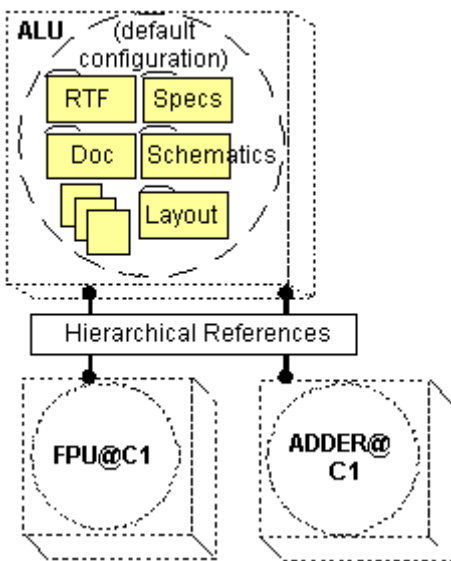 ALU (default
configuration)
RTF Specs
Doc Schematics
Layout
Hierarchical References
FPU@C1
ADDER@
C1